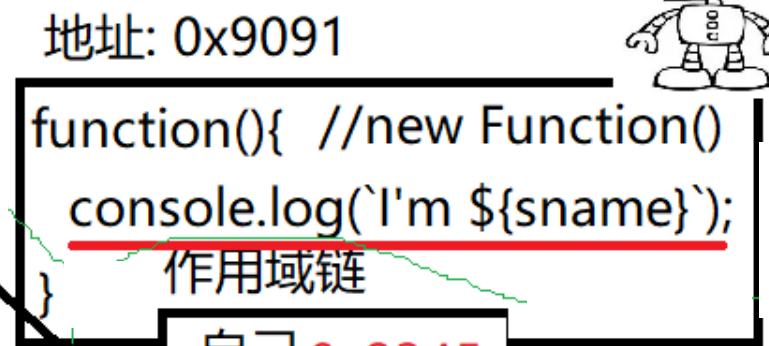 地址: 0x9091
function(){ //new Function()
console.log(`I'm ${sname}`);
作用域链
}